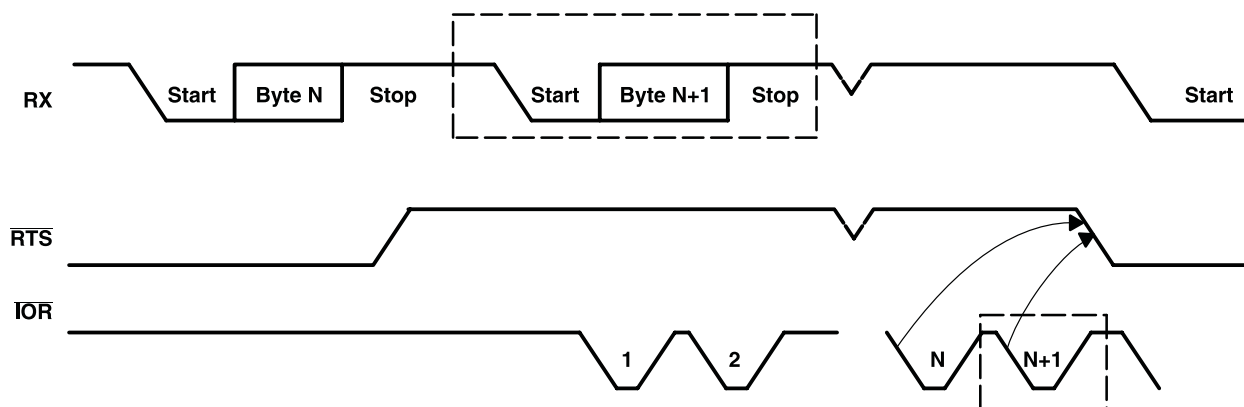 RX Start Byte N Stop Start Byte N+1 Stop Start
RTS
IOR
1 2 N N+1